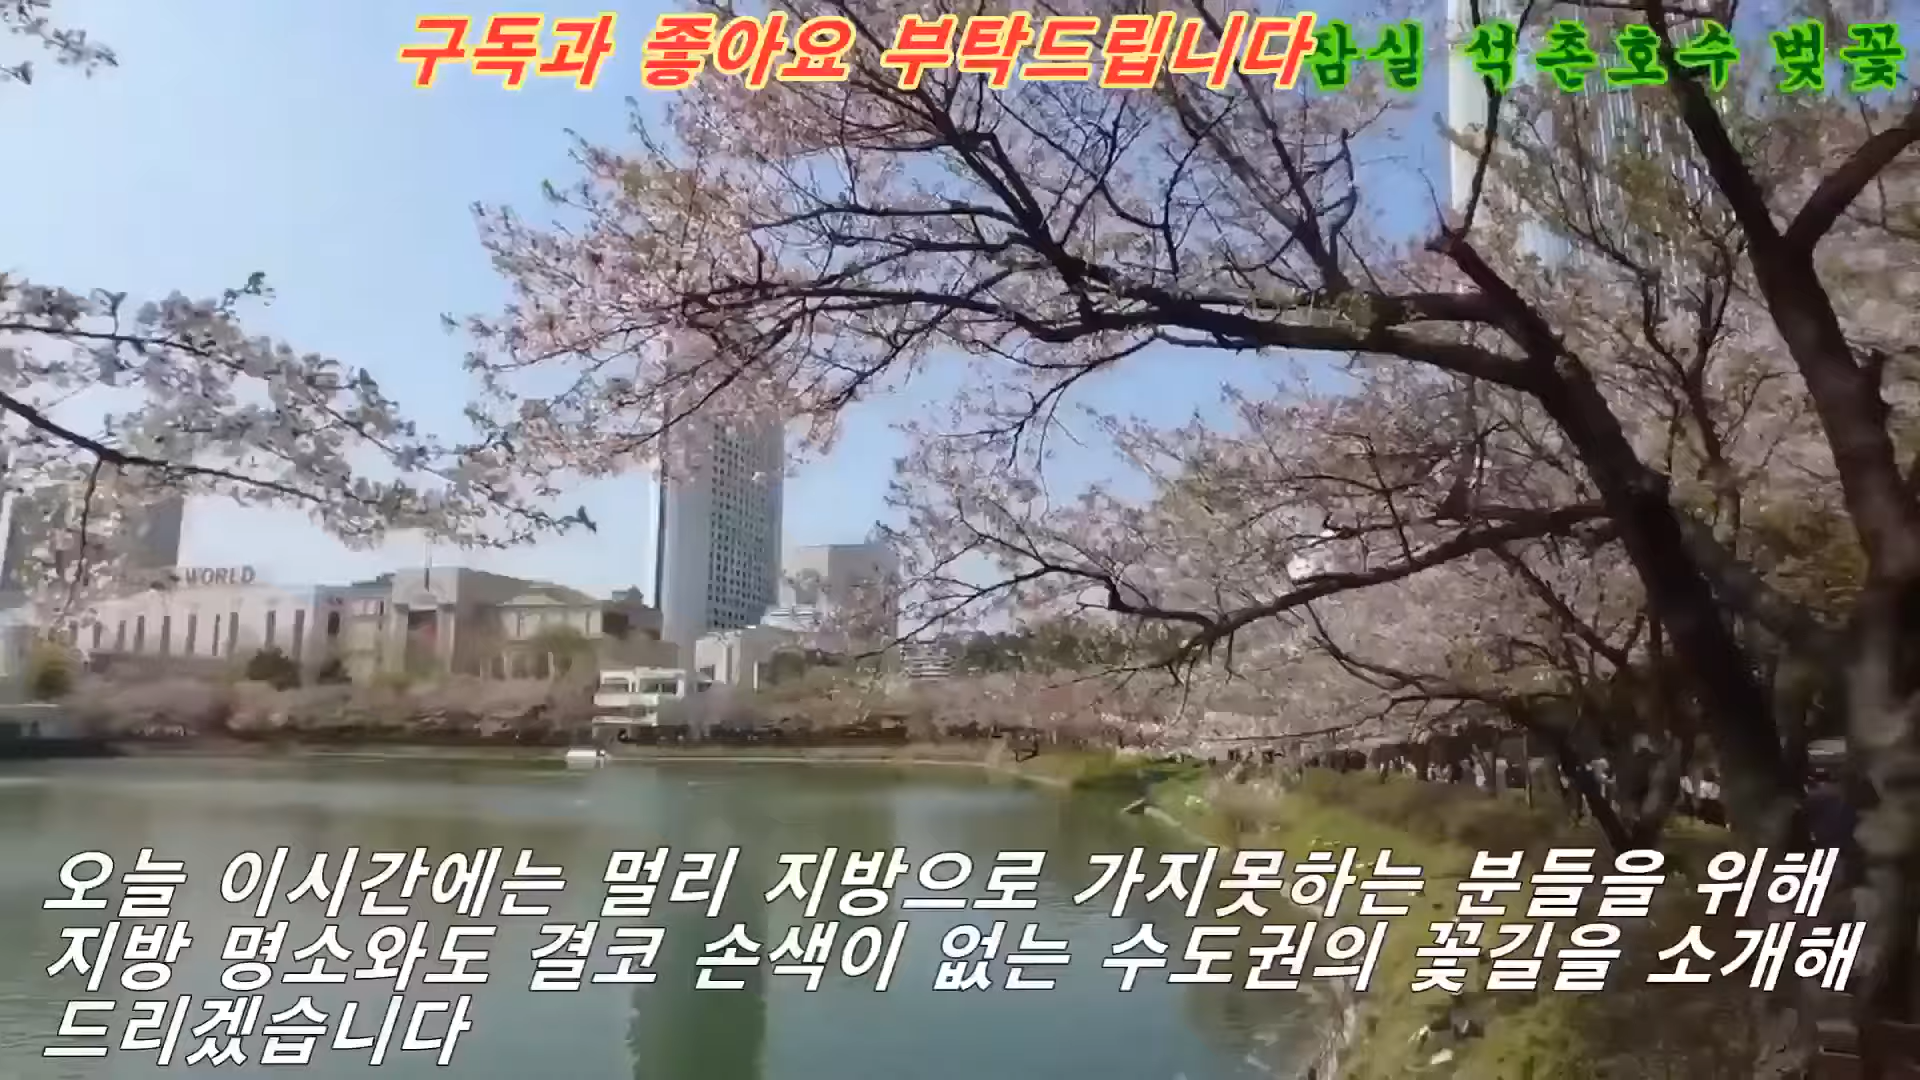 구독과 좋아요 부탁드립니다
잠실 석촌호수 벚꽃
WORLD
오늘 이시간에는 멀리 지방으로 가지못하는 분들을 위해
지방 명소와도 결코 손색이 없는 수도권의 꽃길을 소개해
드리겠습니다